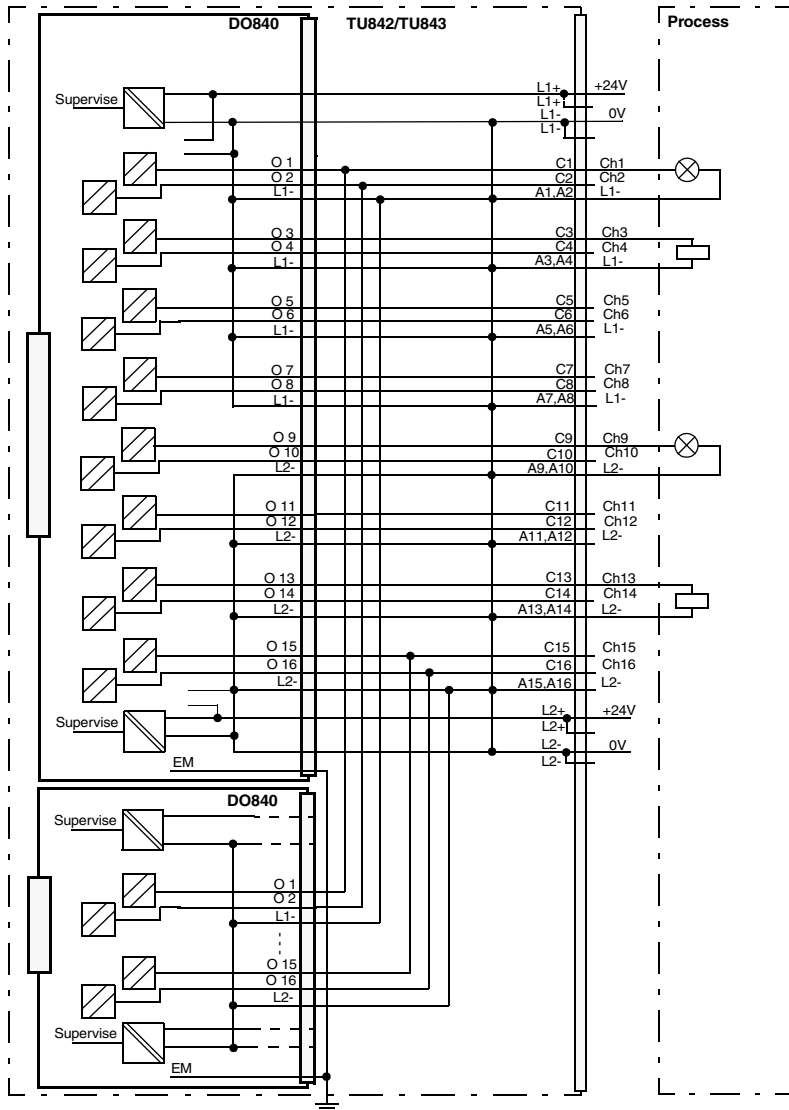 DO840 TU842/TU843 Process
L1+ +24V
Supervise L1+
L1- 0V
L1-
O 1 C1 Ch1
O 2 C2 Ch2
L1- A1,A2 L1-
O 3 C3 Ch3
O 4 C4 Ch4
L1- A3,A4 L1-
O 5 C5 Ch5
O 6 C6 Ch6
L1- A5,A6 L1-
O 7 C7 Ch7
O 8 C8 Ch8
L1- A7,A8 L1-
O 9 C9 Ch9
O 10 C10 Ch10
L2- A9,A10 L2-
O 11 C11 Ch11
O 12 C12 Ch12
L2- A11,A12 L2-
O 13 C13 Ch13
O 14 C14 Ch14
L2- A13,A14 L2-
O 15 C15 Ch15
O 16 C16 Ch16
L2- A15,A16 L2-
L2+ +24V
Supervise L2+
L2- 0V
L2-
EM
DO840
Supervise
O 1
O 2
L1-
O 15
O 16
L2-
Supervise
EM